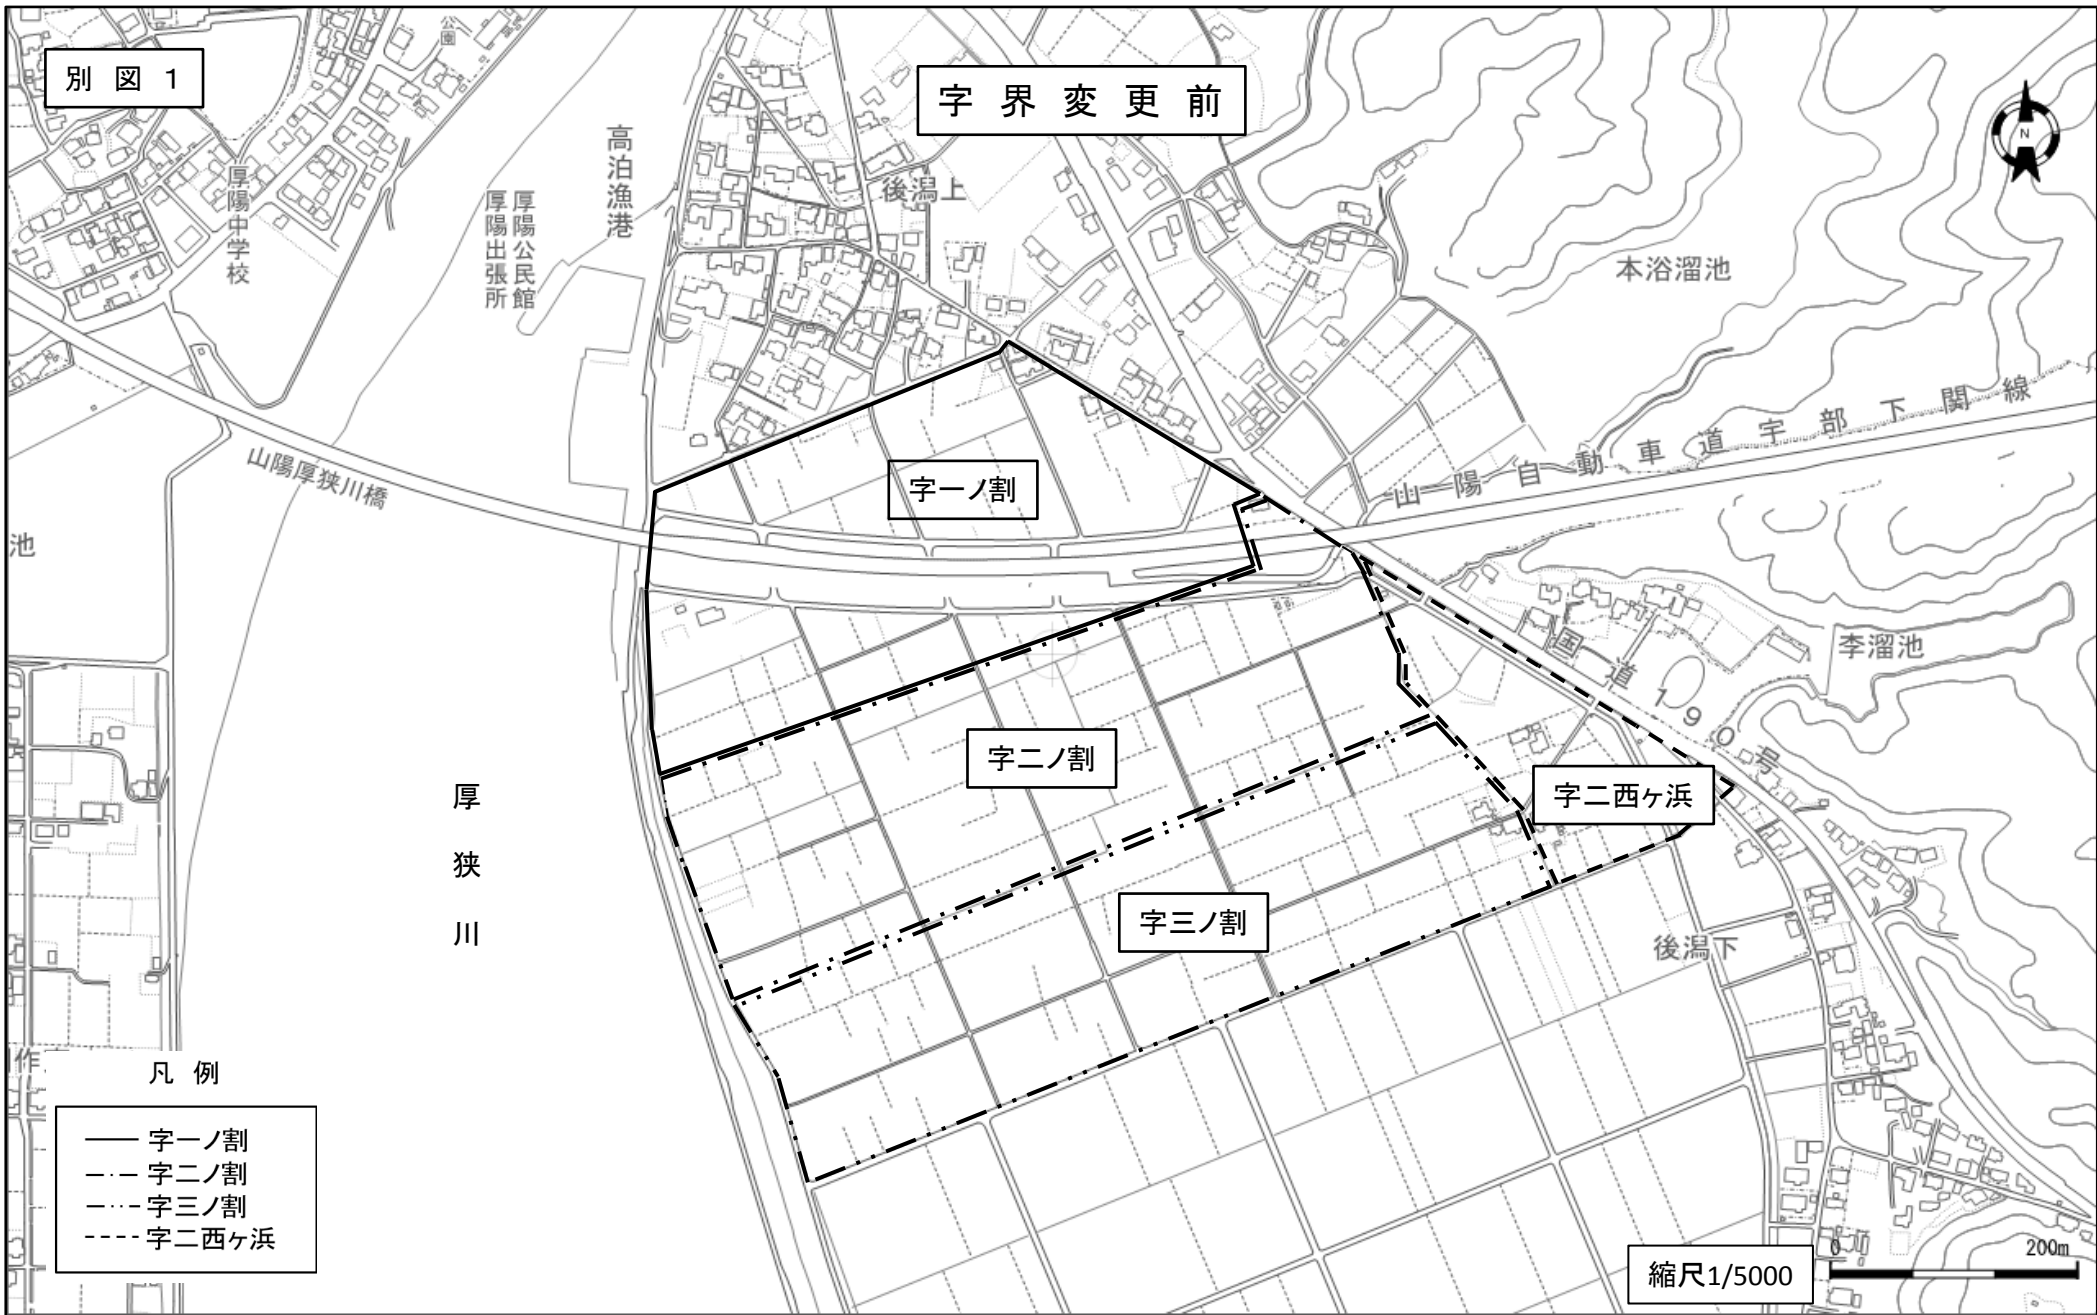 別図1
字界変更前
公園
高泊漁港
後潟上
厚陽公民館
厚陽出張所
厚陽中学校
N
本浴溜池
山陽自動車道宇部下関線
山陽厚狭川橋
字一ノ割
池
国道190号
李溜池
字二ノ割
字二西ヶ浜
厚狭川
字三ノ割
後潟下
作
凡例
字一ノ割
字二ノ割
字三ノ割
字二西ヶ浜
縮尺1/5000
0 200m